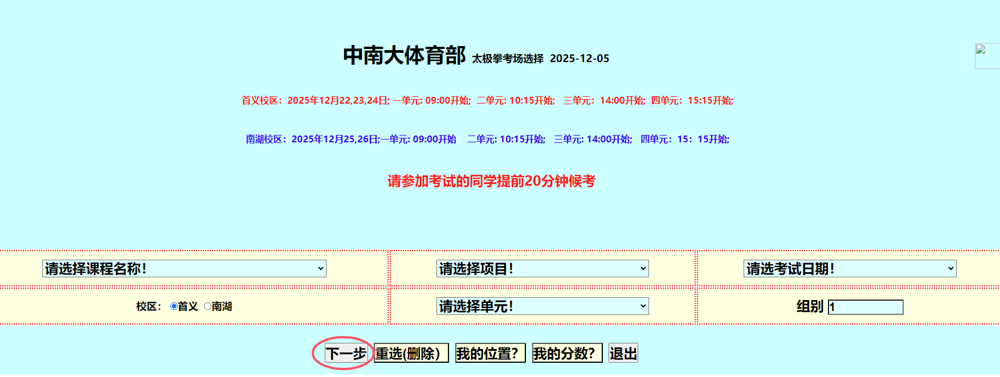 中南大体育部 太极拳考场选择 2025-12-05
首义校区：2025年12月22,23,24日; 一单元: 09:00开始; 二单元: 10:15开始; 三单元：14:00开始; 四单元：15:15开始;
南湖校区：2025年12月25,26日;一单元: 09:00开始 二单元: 10:15开始; 三单元: 14:00开始; 四单元：15：15开始;
请参加考试的同学提前20分钟候考
请选择课程名称！ 请选择项目！ 请选考试日期！
校区： 首义 南湖 请选择单元！ 组别 1
下一步 重选(删除） 我的位置？ 我的分数？ 退出